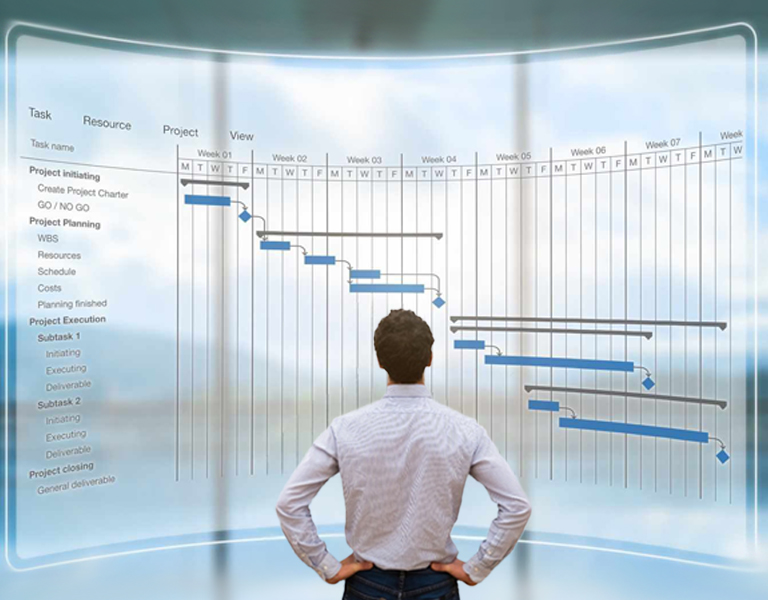 Task Resource Project View
Task name
Week 01 Week 02 Week 03 Week 04 Week 05 Week 06 Week 07 Week
M T W T F M T W T F M T W T F M T W T F M T W T F M T W T F M T W T F M T W
Project initiating
Create Project Charter
GO / NO GO
Project Planning
WBS
Resources
Schedule
Costs
Planning finished
Project Execution
Subtask 1
Initiating
Executing
Deliverable
Subtask 2
Initiating
Executing
Deliverable
Project closing
General deliverable